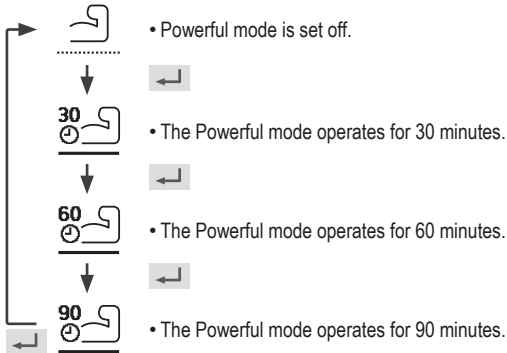 • Powerful mode is set off.
30
• The Powerful mode operates for 30 minutes.
60
• The Powerful mode operates for 60 minutes.
90
• The Powerful mode operates for 90 minutes.